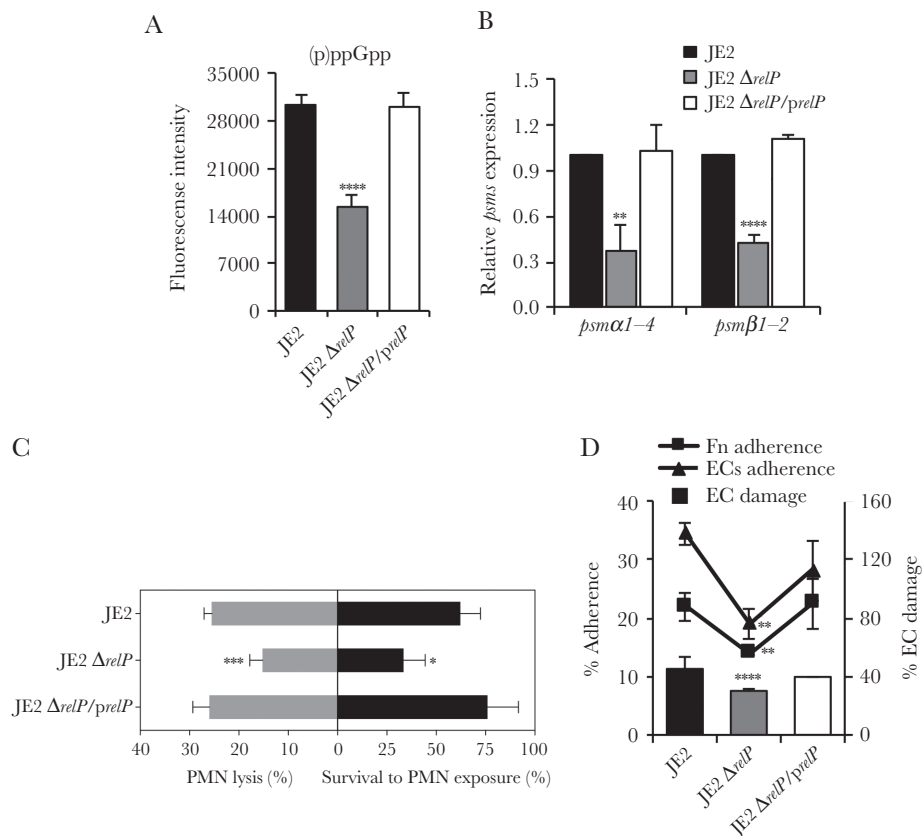 A
(p)ppGpp
35000
28000
21000
14000
7000
0
Fluorescense intensity
****
JE2
JE2 ΔrelP
JE2 ΔrelP/prelP
B
JE2
JE2 ΔrelP
JE2 ΔrelP/prelP
1.5
1.2
0.9
0.6
0.3
0.0
Relative psms expression
**
****
psmα1–4
psmβ1–2
C
JE2
JE2 ΔrelP
JE2 ΔrelP/prelP
***
*
40 30 20 10 0 25 50 75 100
PMN lysis (%) Survival to PMN exposure (%)
D
Fn adherence
ECs adherence
EC damage
40
30
20
10
0
% Adherence
160
120
80
40
0
% EC damage
**
**
****
JE2
JE2 ΔrelP
JE2 ΔrelP/prelP